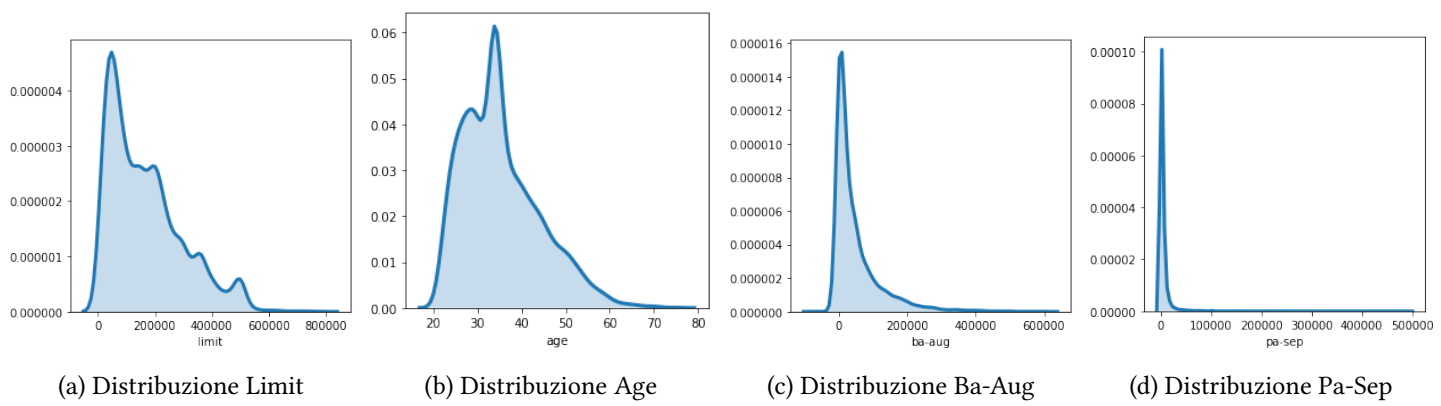 0.000004
0.000003
0.000002
0.000001
0.000000
0 200000 400000 600000 800000
limit
(a) Distribuzione Limit
0.06
0.05
0.04
0.03
0.02
0.01
0.00
20 30 40 50 60 70 80
age
(b) Distribuzione Age
0.000016
0.000014
0.000012
0.000010
0.000008
0.000006
0.000004
0.000002
0.000000
0 200000 400000 600000
ba-aug
(c) Distribuzione Ba-Aug
0.00010
0.00008
0.00006
0.00004
0.00002
0.00000
0 100000 200000 300000 400000 500000
pa-sep
(d) Distribuzione Pa-Sep